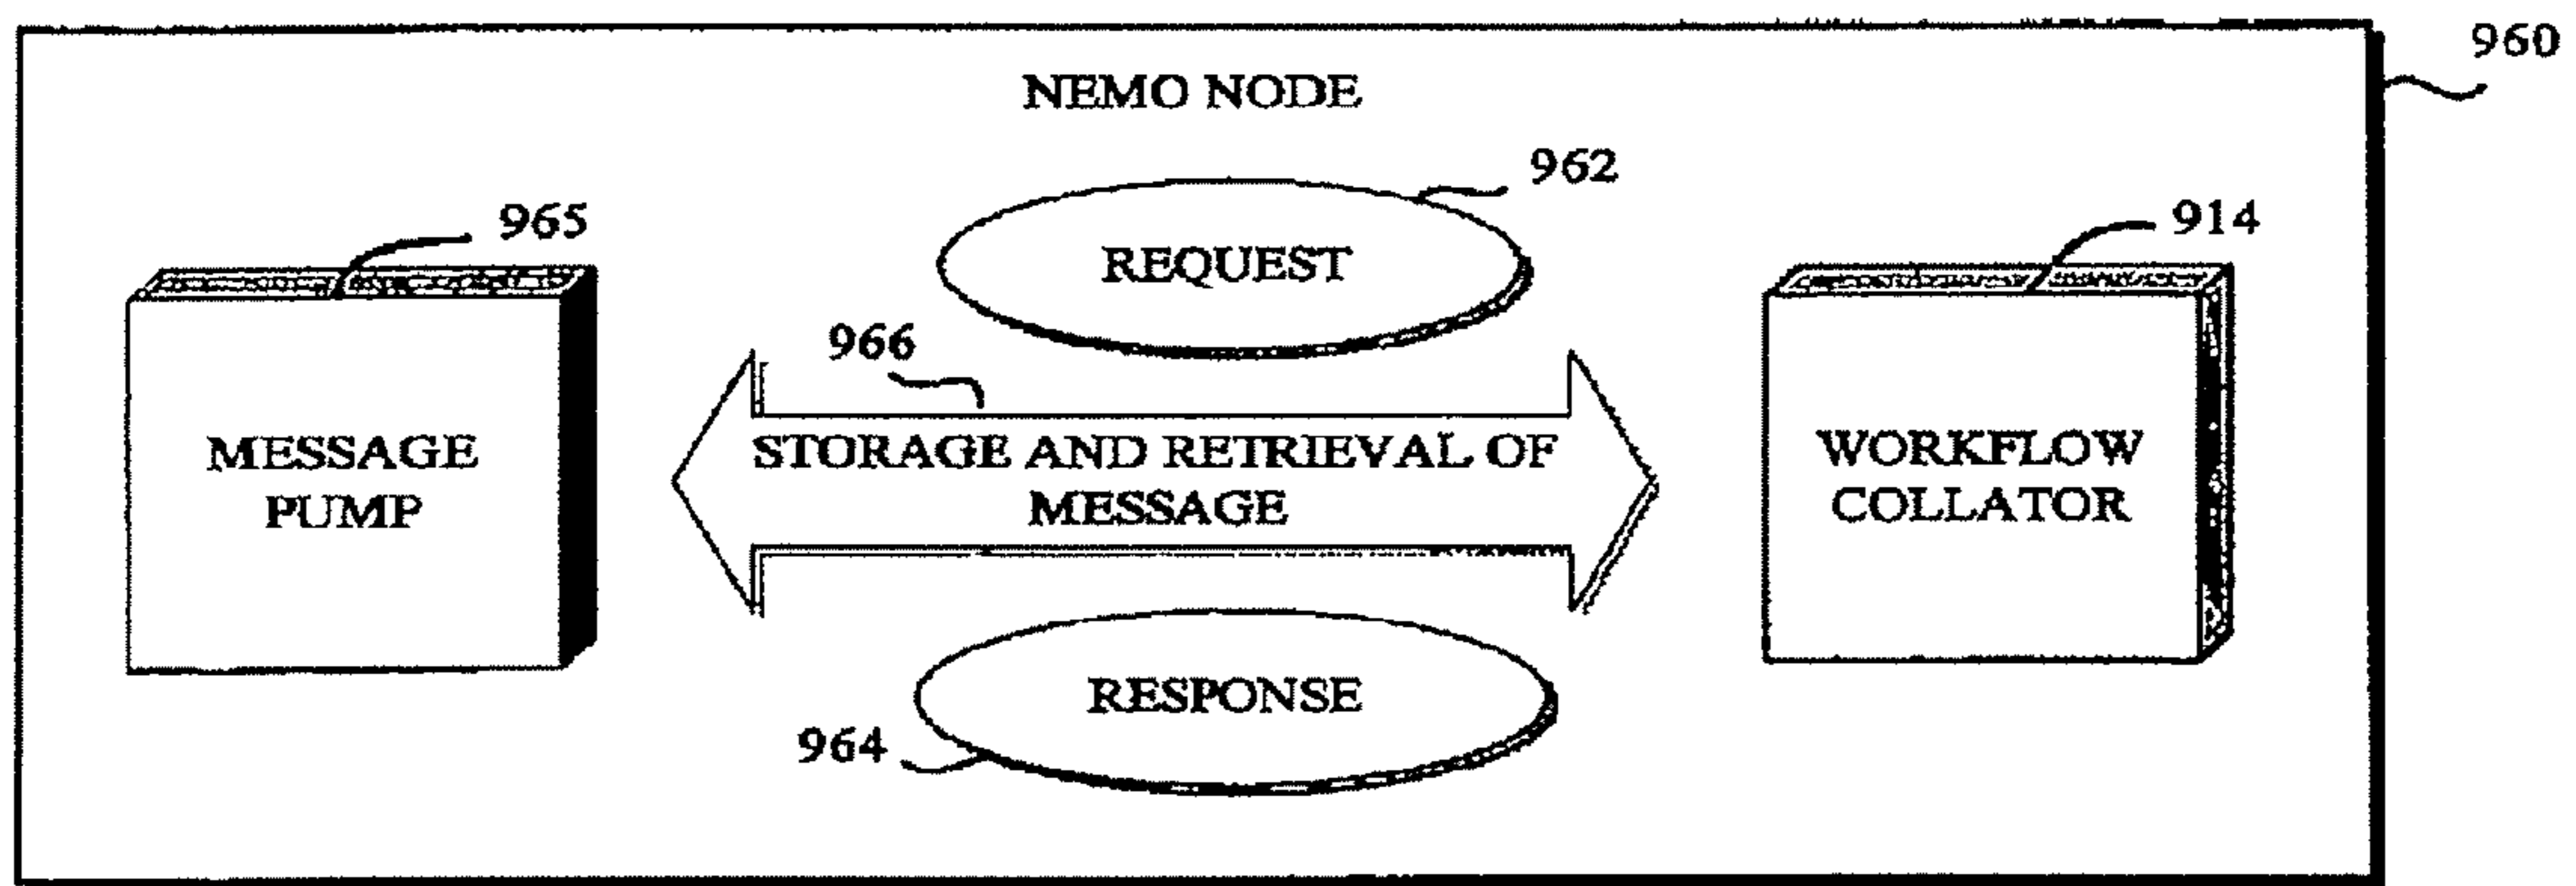 960
NEMO NODE
962
965
914
REQUEST
966
MESSAGE
PUMP
STORAGE AND RETRIEVAL OF
MESSAGE
WORKFLOW
COLLATOR
RESPONSE
964